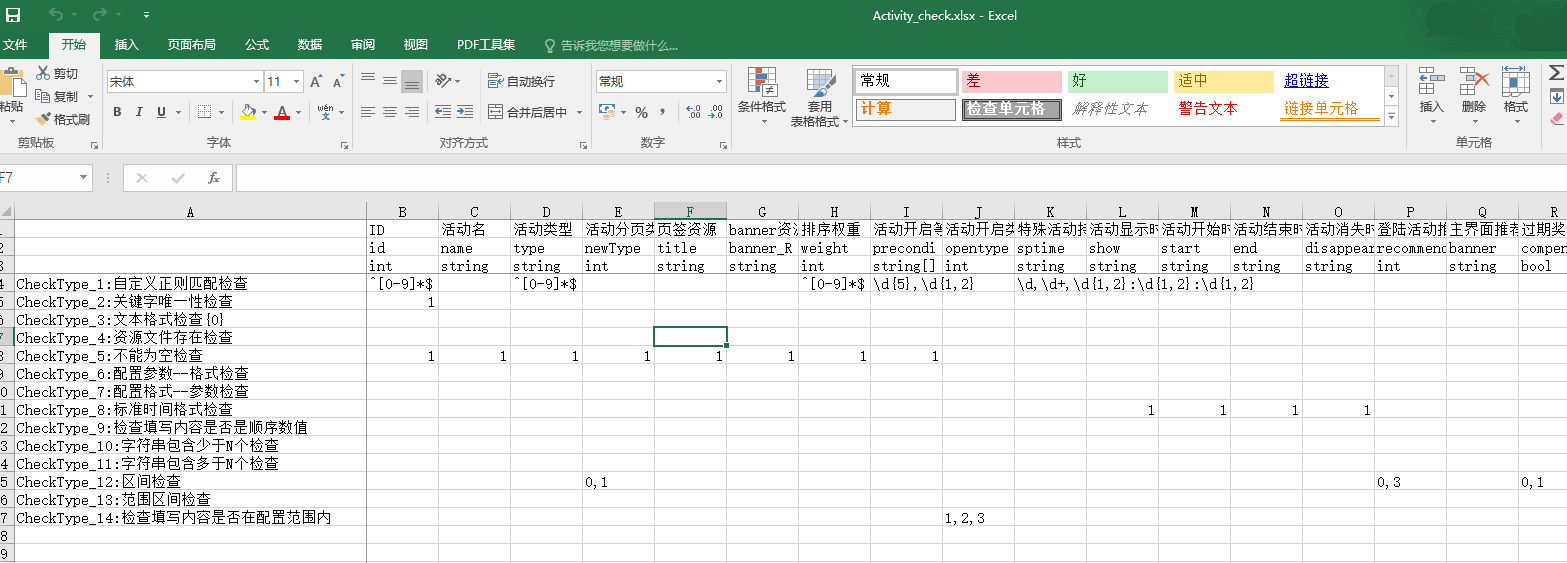 Activity_check.xlsx - Excel
文件 开始 插入 页面布局 公式 数据 审阅 视图 PDF工具集 告诉我您想要做什么...
剪切 宋体 11 A A 自动换行 常规 常规 差 好 适中 超链接
粘贴 复制 B I U A wén 变 合并后居中 % , 条件格式 套用 表格格式 计算 检查单元格 解释性文本 警告文本 链接单元格 插入 删除 格式
格式刷
剪贴板 字体 对齐方式 数字 样式 单元格
F7 fx
A B C D E F G H I J K L M N O P Q R
ID 活动名 活动类型 活动分页类 页签资源 banner资 排序权重 活动开启等 活动开启类 特殊活动持 活动显示时 活动开始时 活动结束时 活动消失时 登陆活动推 主界面推荐 过期奖
2 id name type newType title banner_R weight precondi opentype sptime show start end disappear recommend banner compen
3 int string string int string string int string[] int string string string string string int string bool
4 CheckType_1:自定义正则匹配检查 ^[0-9]*$ ^[0-9]*$ ^[0-9]*$ \d{5},\d{1,2} \d,\d+,\d{1,2}:\d{1,2}:\d{1,2}
5 CheckType_2:关键字唯一性检查 1
6 CheckType_3:文本格式检查{0}
7 CheckType_4:资源文件存在检查
8 CheckType_5:不能为空检查 1 1 1 1 1 1 1 1
9 CheckType_6:配置参数--格式检查
0 CheckType_7:配置格式--参数检查
1 CheckType_8:标准时间格式检查 1 1 1 1
2 CheckType_9:检查填写内容是否是顺序数值
3 CheckType_10:字符串包含少于N个检查
4 CheckType_11:字符串包含多于N个检查
5 CheckType_12:区间检查 0,1 0,3 0,1
6 CheckType_13:范围区间检查
7 CheckType_14:检查填写内容是否在配置范围内 1,2,3
8
9